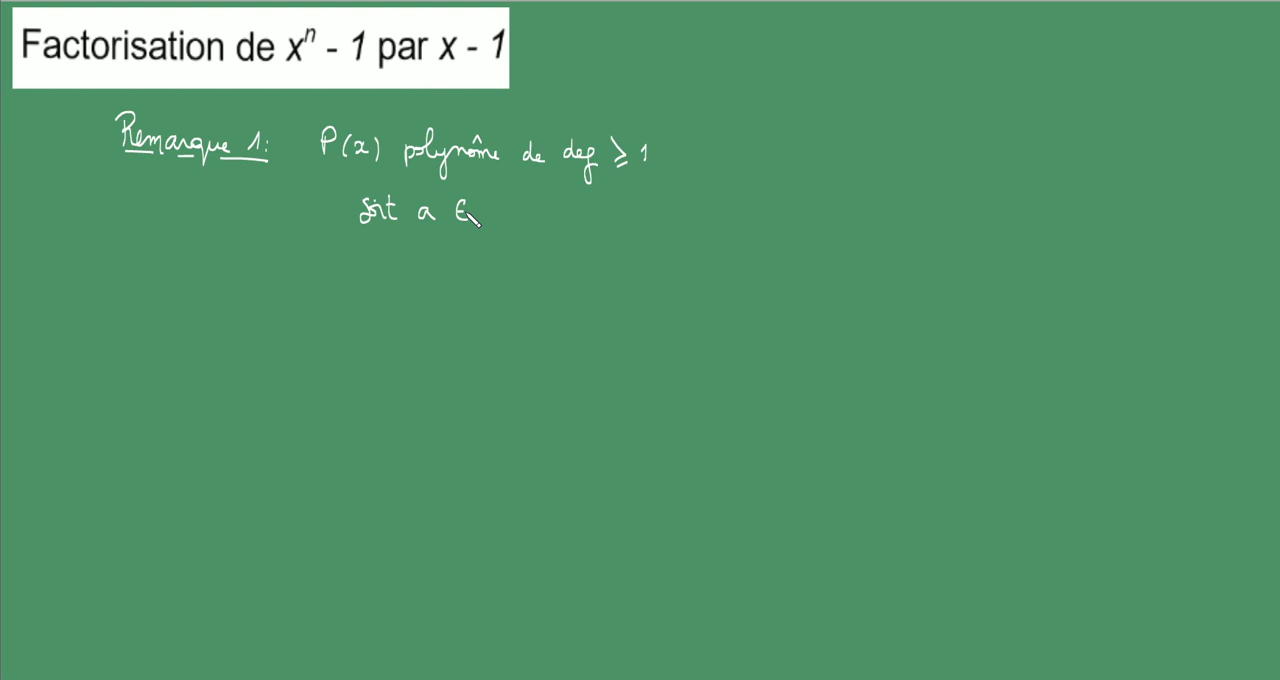 Factorisation de xⁿ - 1 par x - 1
Remarque 1: P(x) polynôme de deg ⩾ 1
Soit a ∈